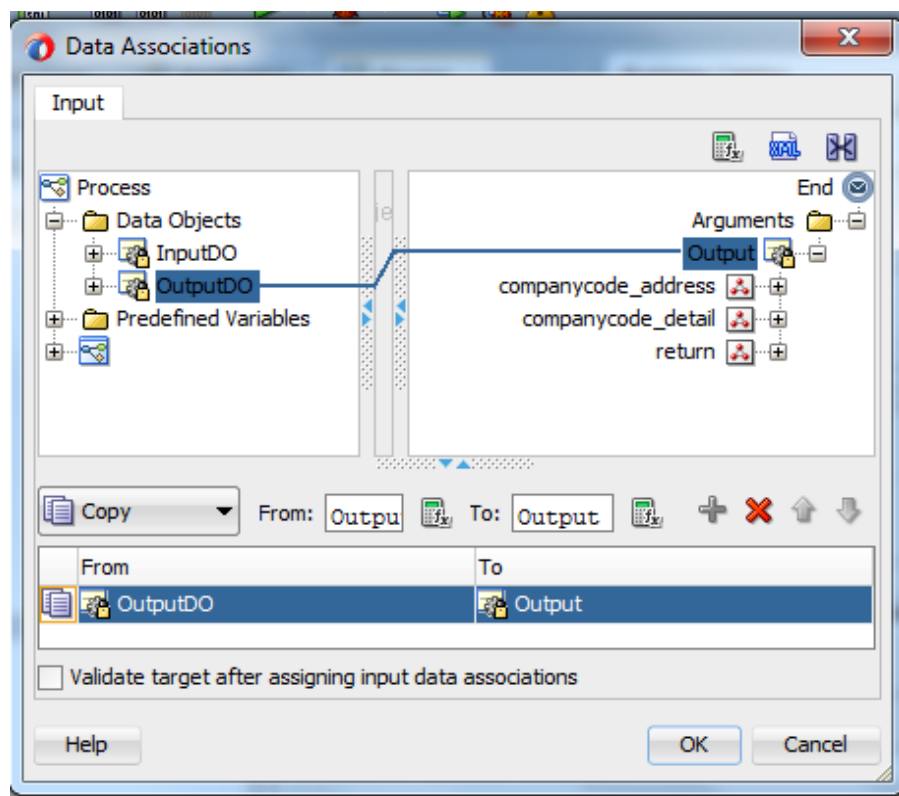 Data Associations
Input
Process
End
Data Objects
Arguments
InputDO
Output
OutputDO
companycode_address
Predefined Variables
companycode_detail
return
Copy
From: Outpu
To: Output
From To
OutputDO Output
Validate target after assigning input data associations
Help
OK
Cancel